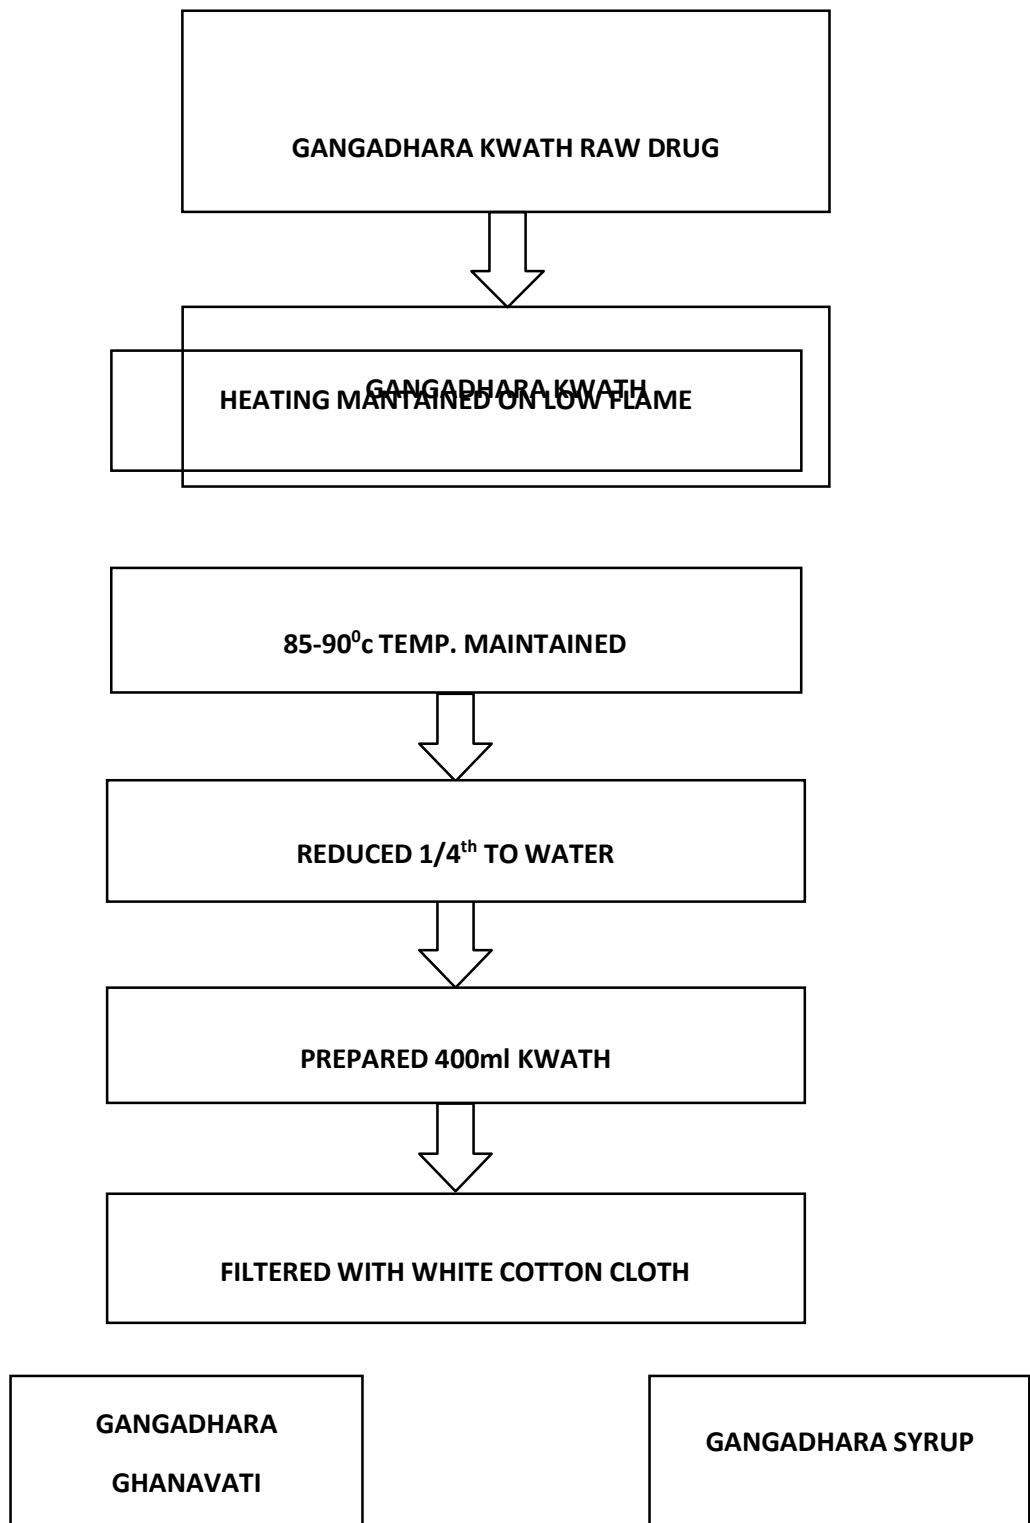 GANGADHARA KWATH RAW DRUG
GANGADHARA KWATH
HEATING MANTAINED ON LOW FLAME
85-90⁰c TEMP. MAINTAINED
REDUCED 1/4ᵗʰ TO WATER
PREPARED 400ml KWATH
FILTERED WITH WHITE COTTON CLOTH
GANGADHARA
GHANAVATI
GANGADHARA SYRUP